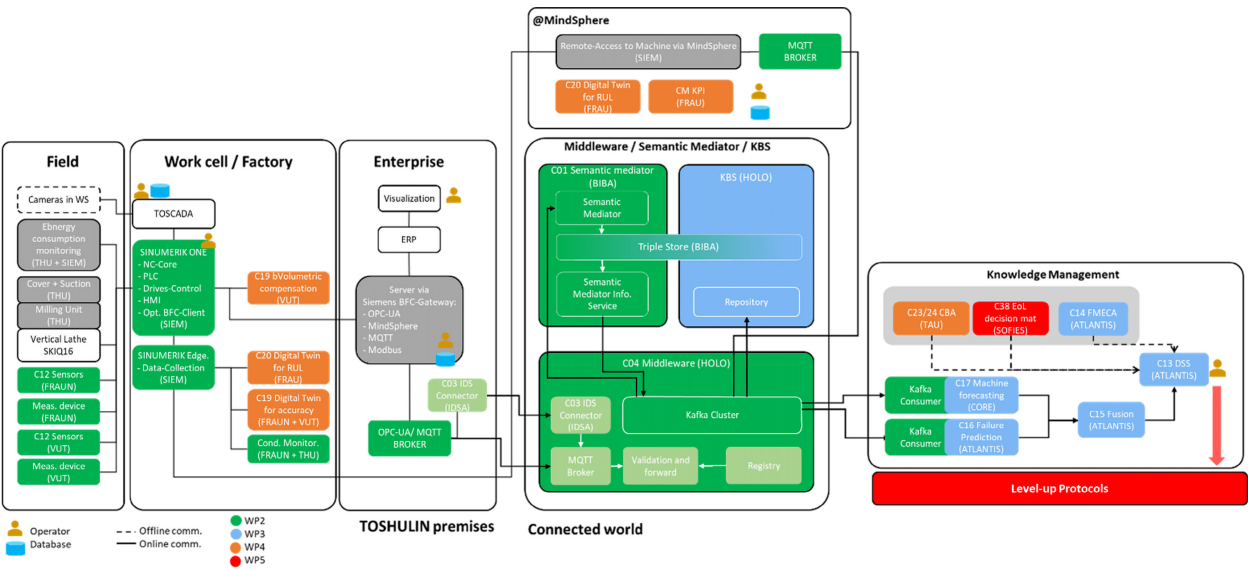 @MindSphere
Remote-Access to Machine via MindSphere
(SIEM)
MQTT
BROKER
C20 Digital Twin
for RUL
(FRAU)
CM KPI
(FRAU)
Field
Cameras in WS
Ebnergy
consumption
monitoring
(THU + SIEM)
Cover + Suction
(THU)
Milling Unit
(THU)
Vertical Lathe
SKIQ16
C12 Sensors
(FRAUN)
Meas. device
(FRAUN)
C12 Sensors
(VUT)
Meas. device
(VUT)
Work cell / Factory
TOSCADA
SINUMERIK ONE
- NC-Core
- PLC
- Drives-Control
- HMI
- Opt. BFC-Client
(SIEM)
SINUMERIK Edge.
- Data-Collection
(SIEM)
C19 bVolumetric
compensation
(VUT)
C20 Digital Twin
for RUL
(FRAU)
C19 Digital Twin
for accuracy
(FRAUN + VUT)
Cond. Monitor.
(FRAUN + THU)
Enterprise
Visualization
ERP
Server via
Siemens BFC-Gateway:
- OPC-UA
- MindSphere
- MQTT
- Modbus
C03 IDS
Connector
(IDSA)
OPC-UA/ MQTT
BROKER
TOSHULIN premises
Middleware / Semantic Mediator / KBS
C01 Semantic mediator
(BIBA)
Semantic
Mediator
KBS (HOLO)
Triple Store (BIBA)
Semantic
Mediator Info.
Service
Repository
C04 Middleware (HOLO)
C03 IDS
Connector
(IDSA)
Kafka Cluster
MQTT
Broker
Validation and
forward
Registry
Connected world
Knowledge Management
C23/24 CBA
(TAU)
C38 EoL
decision mat
(SOFIES)
C14 FMECA
(ATLANTIS)
C13 DSS
(ATLANTIS)
Kafka
Consumer
C17 Machine
forecasting
(CORE)
Kafka
Consumer
C16 Failure
Prediction
(ATLANTIS)
C15 Fusion
(ATLANTIS)
Level-up Protocols
Operator
Database
Offline comm.
Online comm.
WP2
WP3
WP4
WP5